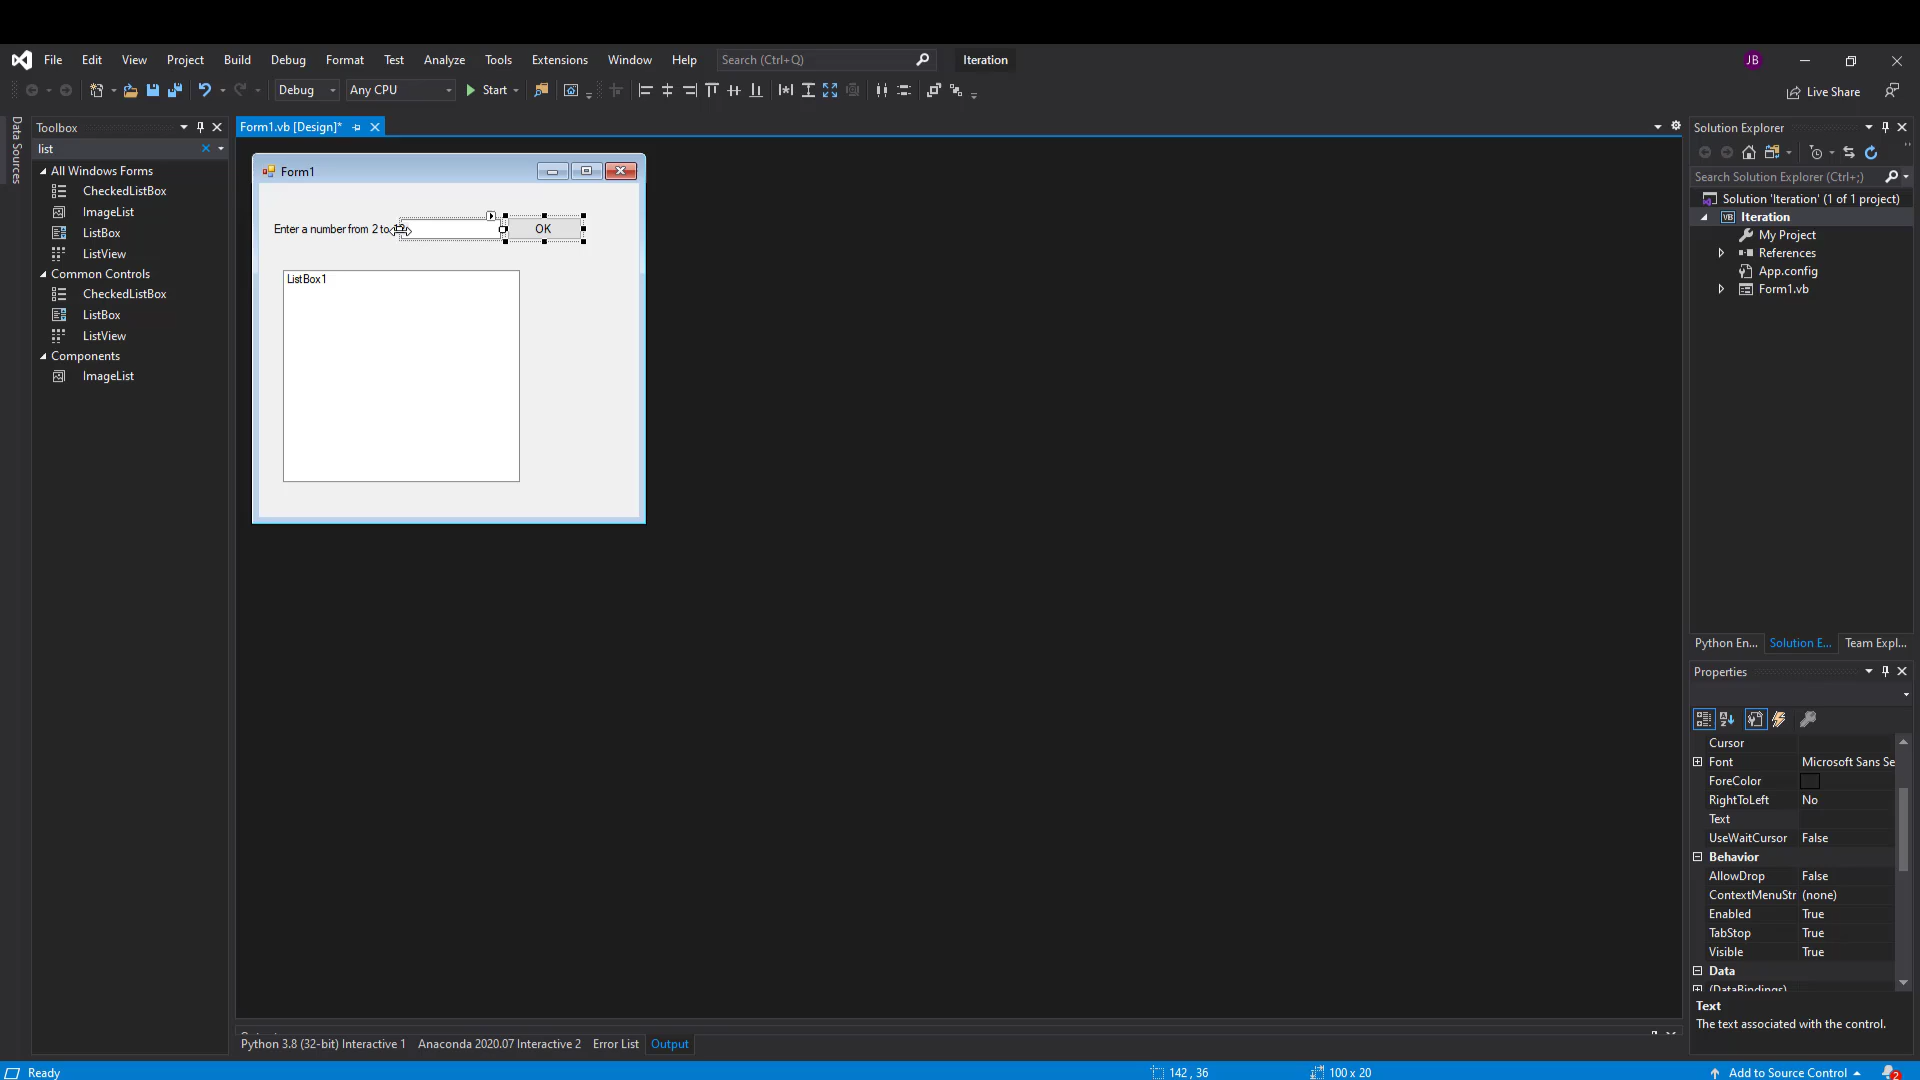 File Edit View Project Build Debug Format Test Analyze Tools Extensions Window Help Search (Ctrl+Q) Iteration JB
Debug Any CPU Start Live Share
Data Sources
Toolbox
list
All Windows Forms
CheckedListBox
ImageList
ListBox
ListView
Common Controls
CheckedListBox
ListBox
ListView
Components
ImageList
Form1.vb [Design]*
Form1
Enter a number from 2 to
OK
ListBox1
Solution Explorer
Search Solution Explorer (Ctrl+;)
Solution 'Iteration' (1 of 1 project)
VB Iteration
My Project
References
App.config
Form1.vb
Python En... Solution E... Team Expl...
Properties
Cursor
Font Microsoft Sans Se
ForeColor
RightToLeft No
Text
UseWaitCursor False
Behavior
AllowDrop False
ContextMenuStr (none)
Enabled True
TabStop True
Visible True
Data
(DataBindings)
Text
The text associated with the control.
Python 3.8 (32-bit) Interactive 1 Anaconda 2020.07 Interactive 2 Error List Output
Ready 142 , 36 100 x 20 Add to Source Control 2